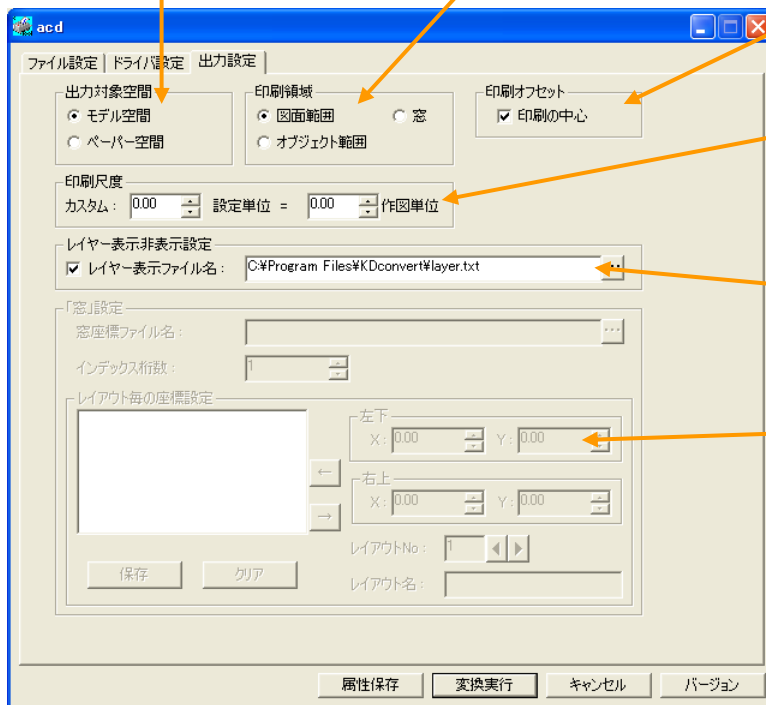 acd
ファイル設定 ドライバ設定 出力設定
出力対象空間 印刷領域 印刷オフセット
モデル空間 図面範囲 窓 印刷の中心
ペーパー空間 オブジェクト範囲
印刷尺度
カスタム: 0.00 設定単位 = 0.00 作図単位
レイヤー表示非表示設定
レイヤー表示ファイル名: C:¥Program Files¥KDconvert¥layer.txt ...
「窓」設定
窓座標ファイル名: ...
インデックス桁数: 1
レイアウト毎の座標設定
左下
X: 0.00 Y: 0.00
←
右上
X: 0.00 Y: 0.00
→
レイアウトNo: 1
保存 クリア
レイアウト名:
属性保存 変換実行 キャンセル バージョン